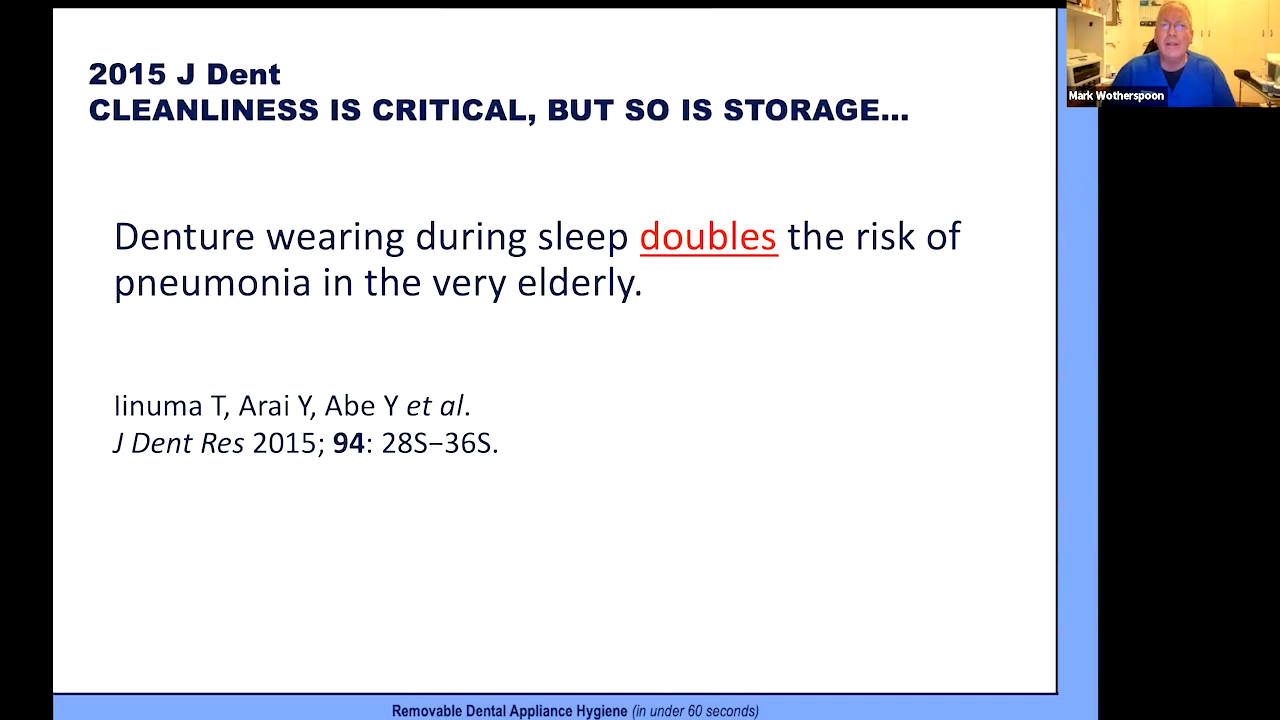 2015 J Dent
CLEANLINESS IS CRITICAL, BUT SO IS STORAGE...
Denture wearing during sleep doubles the risk of
pneumonia in the very elderly.
Iinuma T, Arai Y, Abe Y et al.
J Dent Res 2015; 94: 28S–36S.
Removable Dental Appliance Hygiene (in under 60 seconds)
Mark Wotherspoon